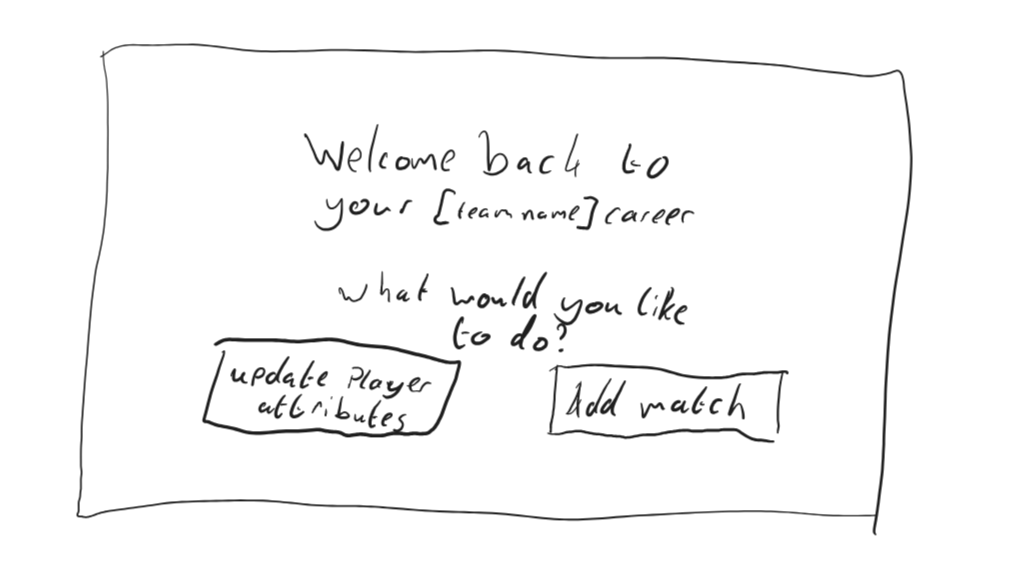 Welcome back to
your [team name] career
what would you like
to do?
update Player
attributes
Add match